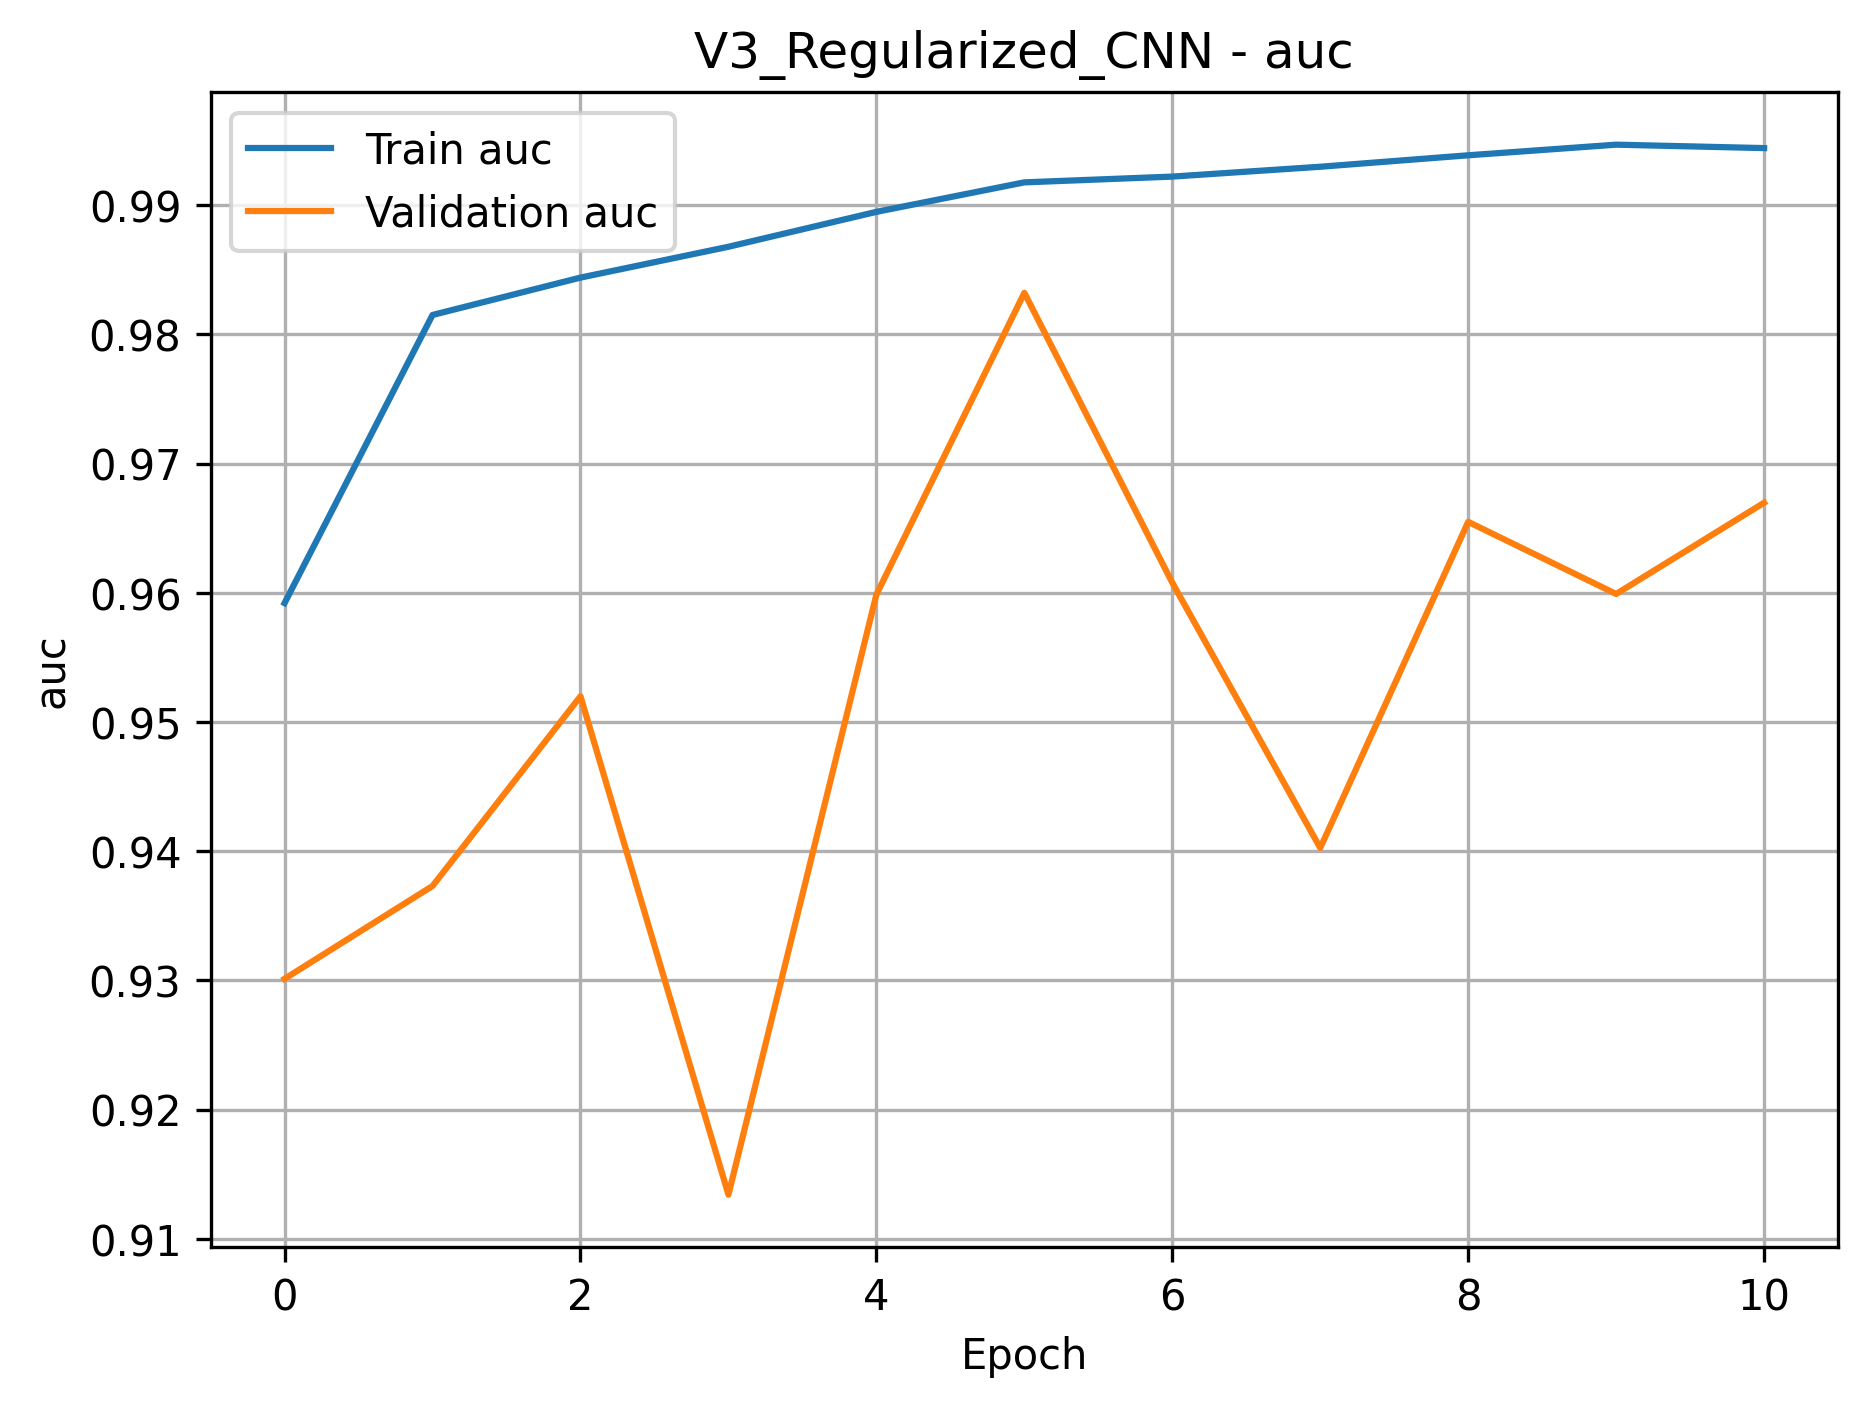 V3_Regularized_CNN - auc
Train auc
Validation auc
0.99
0.98
0.97
0.96
0.95
0.94
0.93
0.92
0.91
auc
0 2 4 6 8 10
Epoch